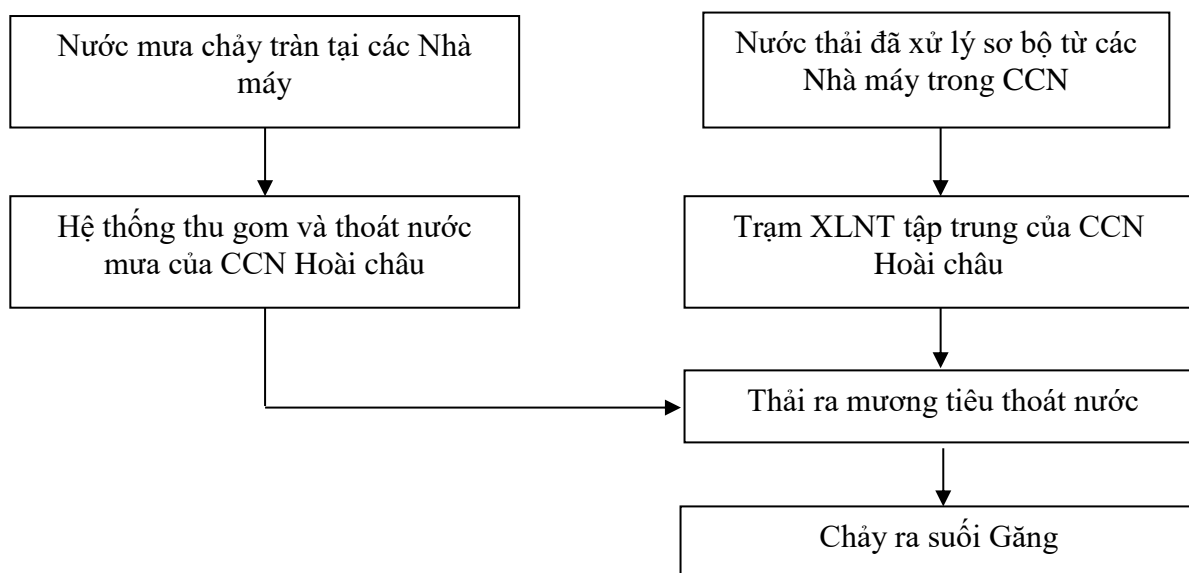 Nước mưa chảy tràn tại các Nhà
máy
Nước thải đã xử lý sơ bộ từ các
Nhà máy trong CCN
Hệ thống thu gom và thoát nước
mưa của CCN Hoài châu
Trạm XLNT tập trung của CCN
Hoài châu
Thải ra mương tiêu thoát nước
Chảy ra suối Găng